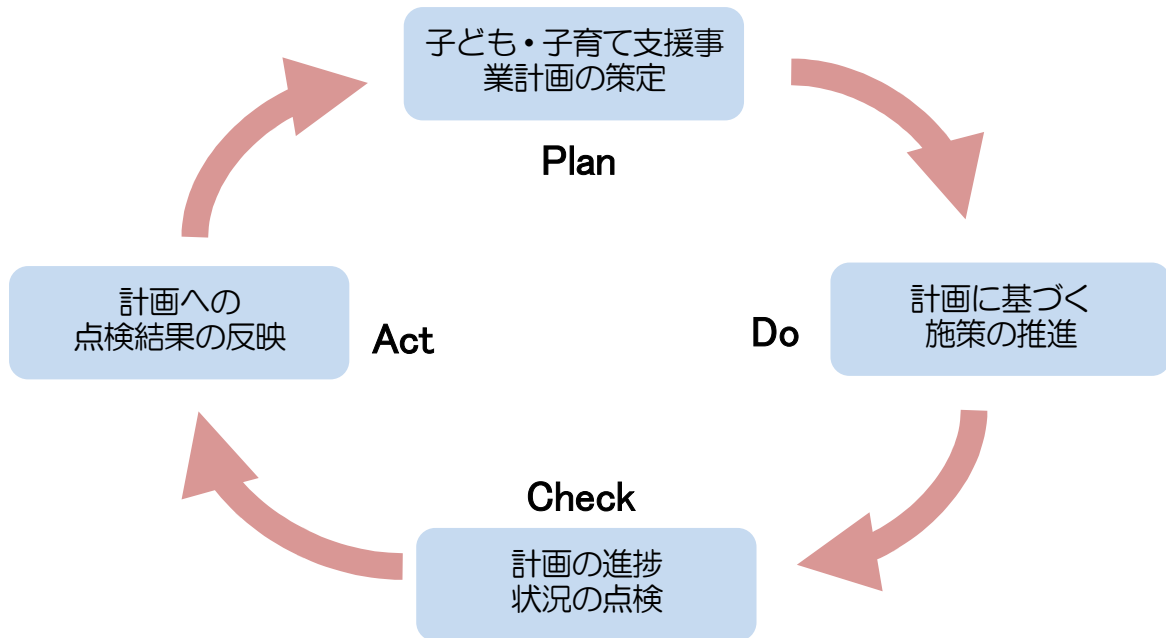 子ども・子育て支援事
業計画の策定
Plan
計画への
点検結果の反映
Act
Do
計画に基づく
施策の推進
Check
計画の進捗
状況の点検